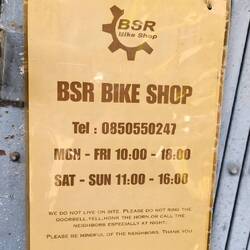 BSR
Bike Shop
BSR BIKE SHOP
Tel : 0850550247
MON - FRI 10:00 - 18:00
SAT - SUN 11:00 - 16:00
WE DO NOT LIVE ON SITE. PLEASE DO NOT RING THE
DOORBELL, YELL, HONK THE HORN OR CALL THE
NEIGHBORS ESPECIALLY AT NIGHT...
PLEASE BE MINDFUL OF THE NEIGHBORS. THANK YOU